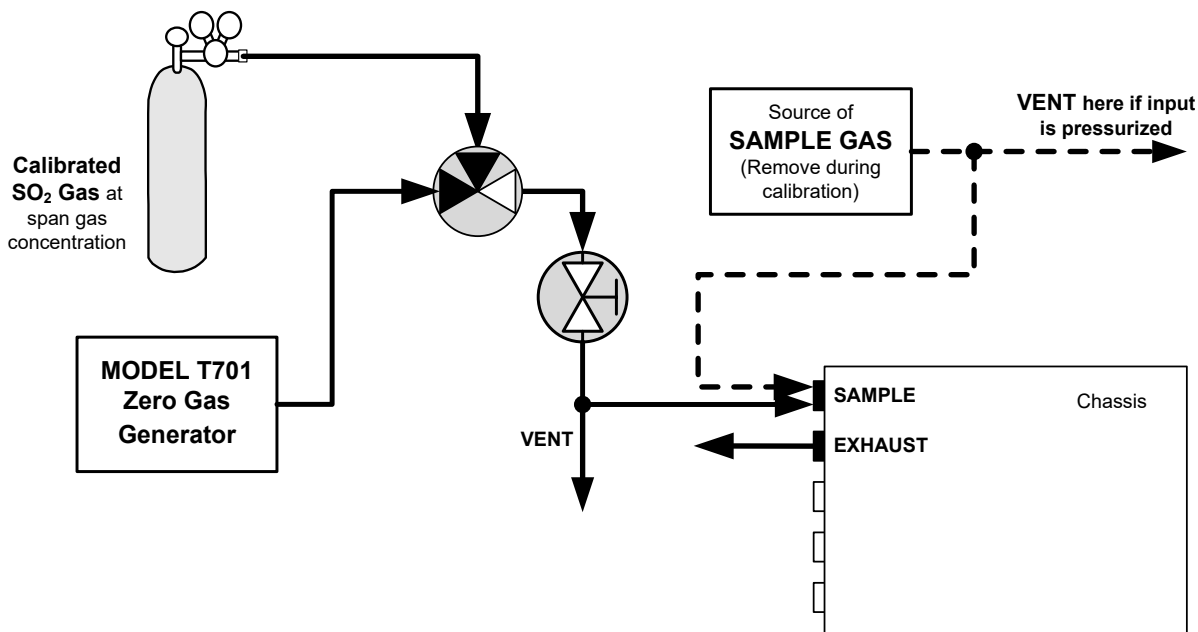 Calibrated
SO₂ Gas at
span gas
concentration
MODEL T701
Zero Gas
Generator
VENT
Source of
SAMPLE GAS
(Remove during
calibration)
VENT here if input
is pressurized
SAMPLE
EXHAUST
Chassis